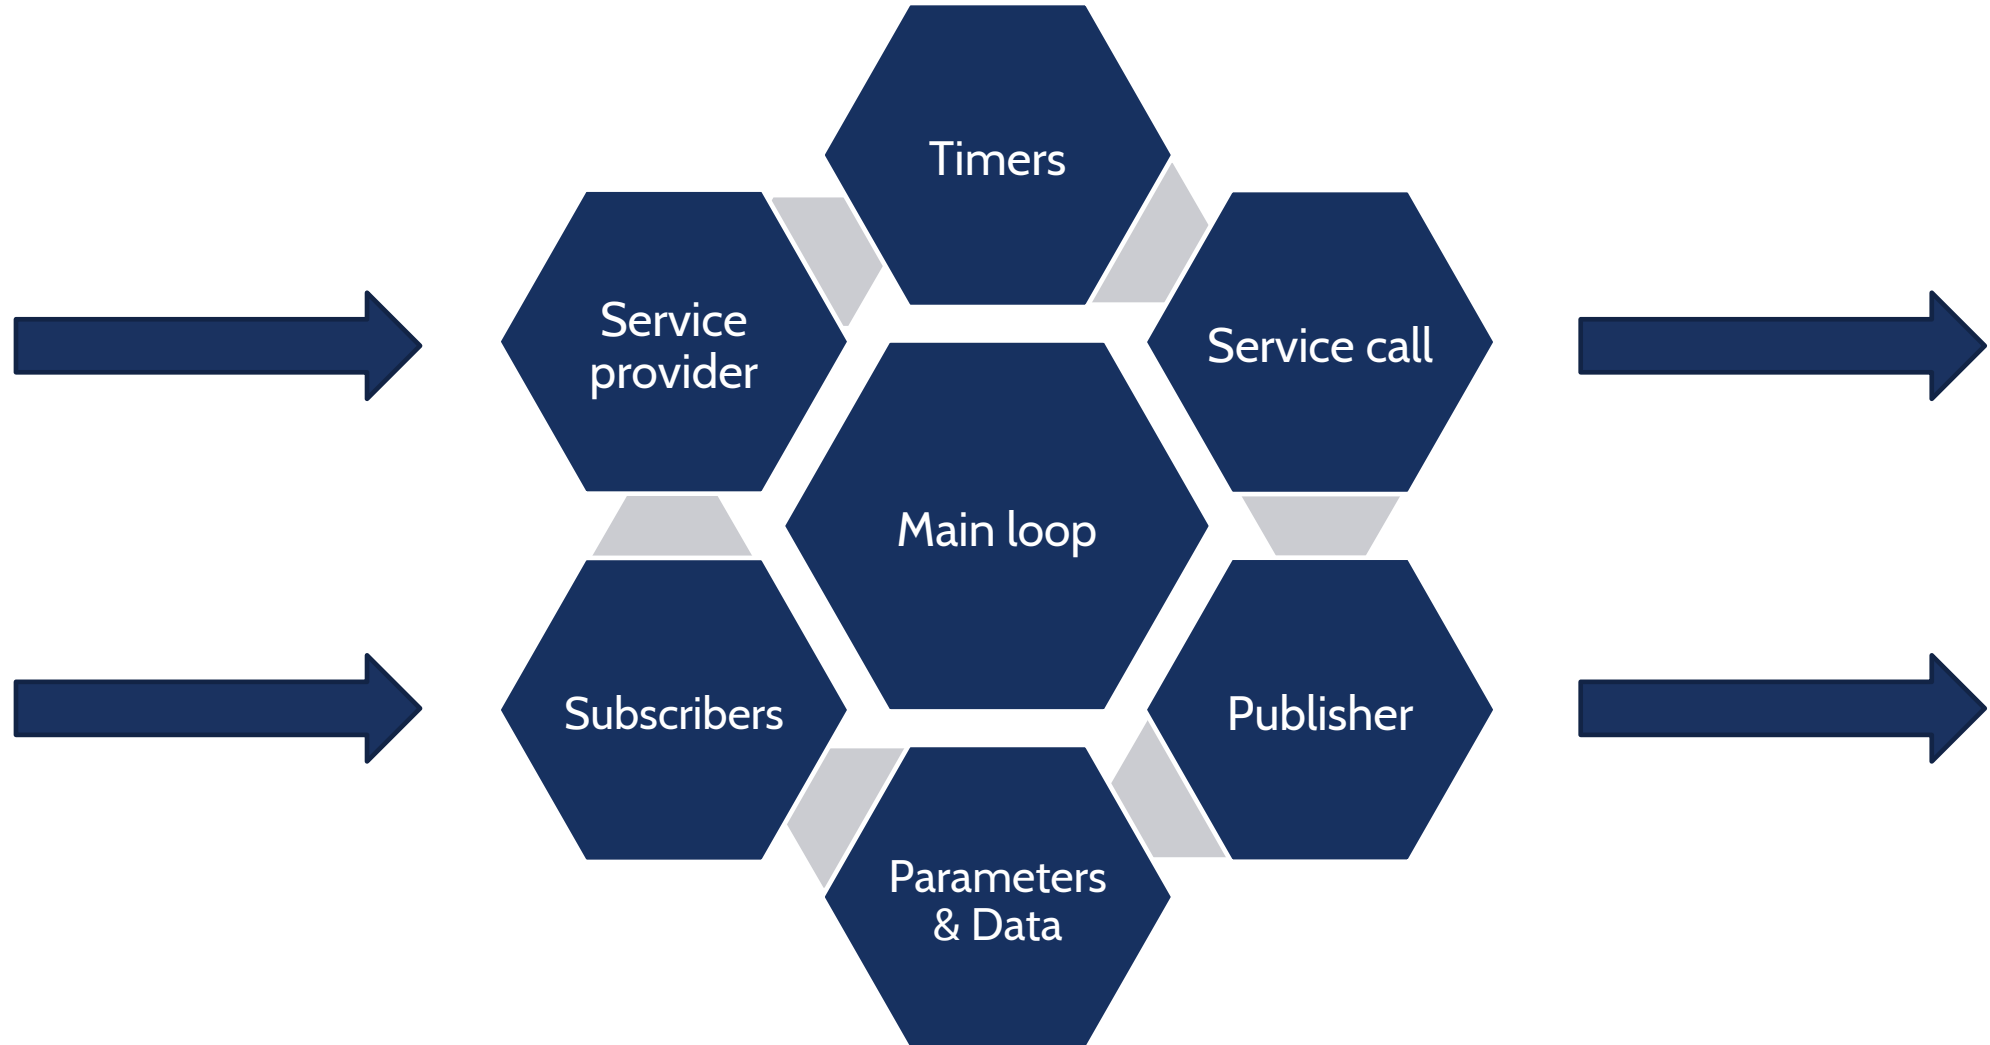 Timers
Service
provider
Service call
Main loop
Subscribers
Publisher
Parameters
& Data